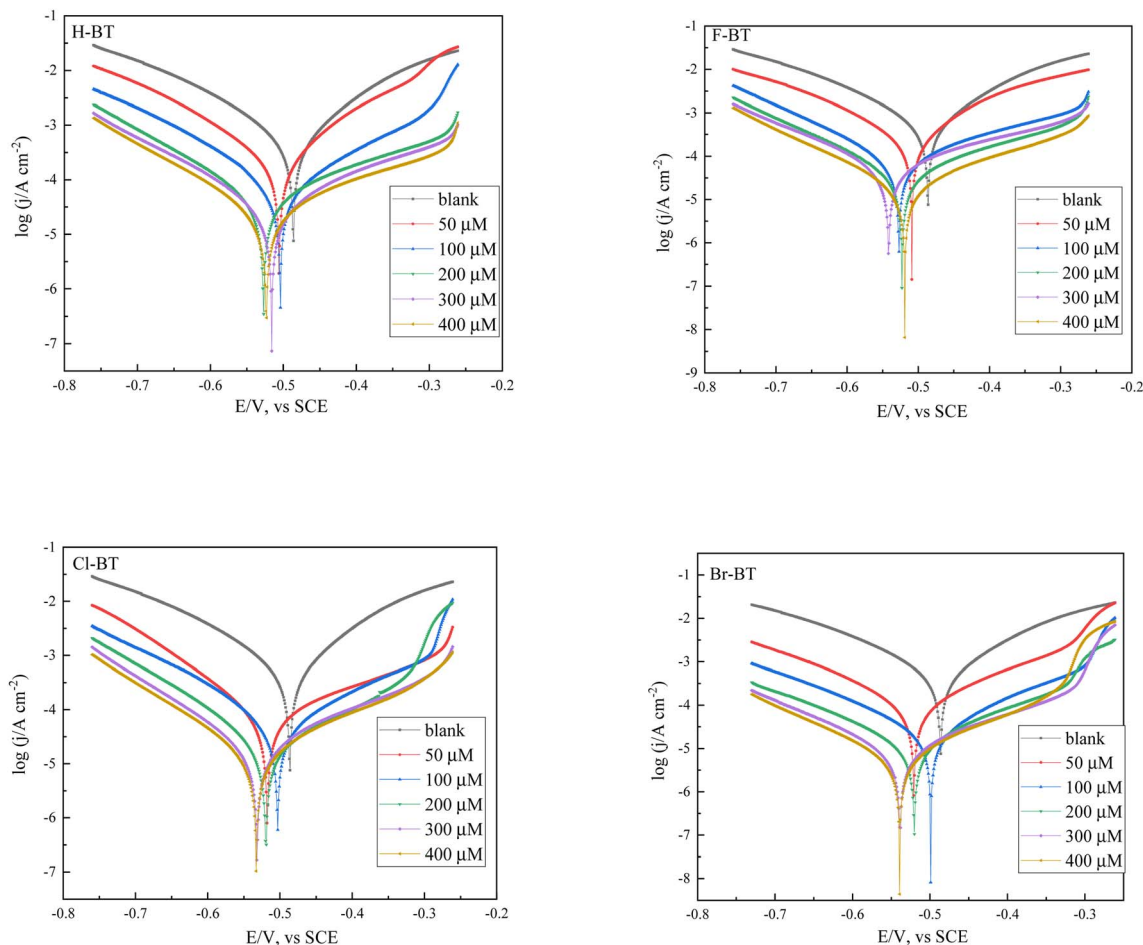 H-BT
log (j/A cm⁻²)
-1
-2
-3
-4
-5
-6
-7
blank
50 μM
100 μM
200 μM
300 μM
400 μM
-0.8 -0.7 -0.6 -0.5 -0.4 -0.3 -0.2
E/V, vs SCE
F-BT
log (j/A cm⁻²)
-1
-2
-3
-4
-5
-6
-7
-8
-9
blank
50 μM
100 μM
200 μM
300 μM
400 μM
-0.8 -0.7 -0.6 -0.5 -0.4 -0.3 -0.2
E/V, vs SCE
Cl-BT
log (j/A cm⁻²)
-1
-2
-3
-4
-5
-6
-7
blank
50 μM
100 μM
200 μM
300 μM
400 μM
-0.8 -0.7 -0.6 -0.5 -0.4 -0.3 -0.2
E/V, vs SCE
Br-BT
log (j/A cm⁻²)
-1
-2
-3
-4
-5
-6
-7
-8
blank
50 μM
100 μM
200 μM
300 μM
400 μM
-0.8 -0.7 -0.6 -0.5 -0.4 -0.3
E/V, vs SCE